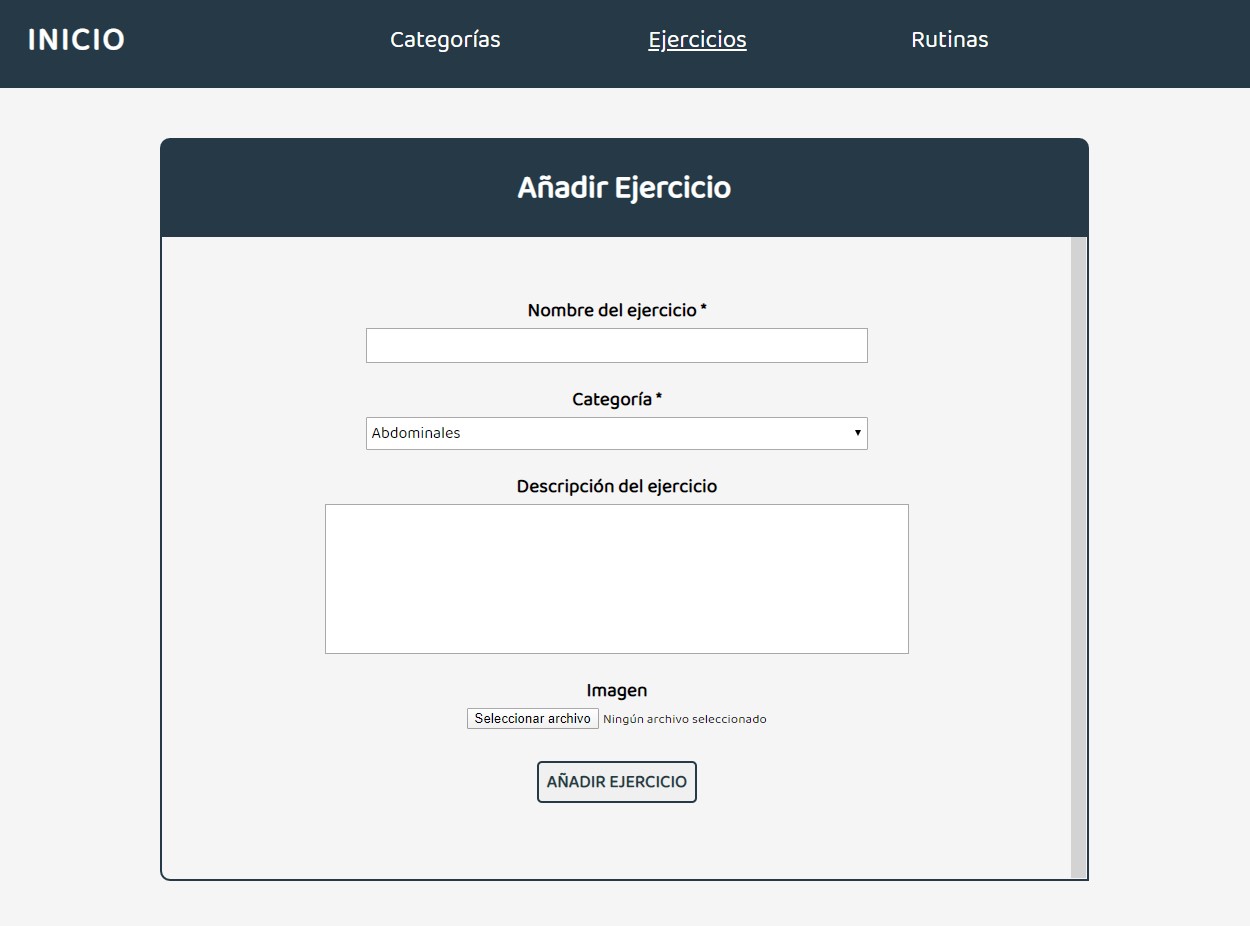 INICIO
Categorías
Ejercicios
Rutinas
Añadir Ejercicio
Nombre del ejercicio *
Categoría *
Abdominales
Descripción del ejercicio
Imagen
Seleccionar archivo Ningún archivo seleccionado
AÑADIR EJERCICIO